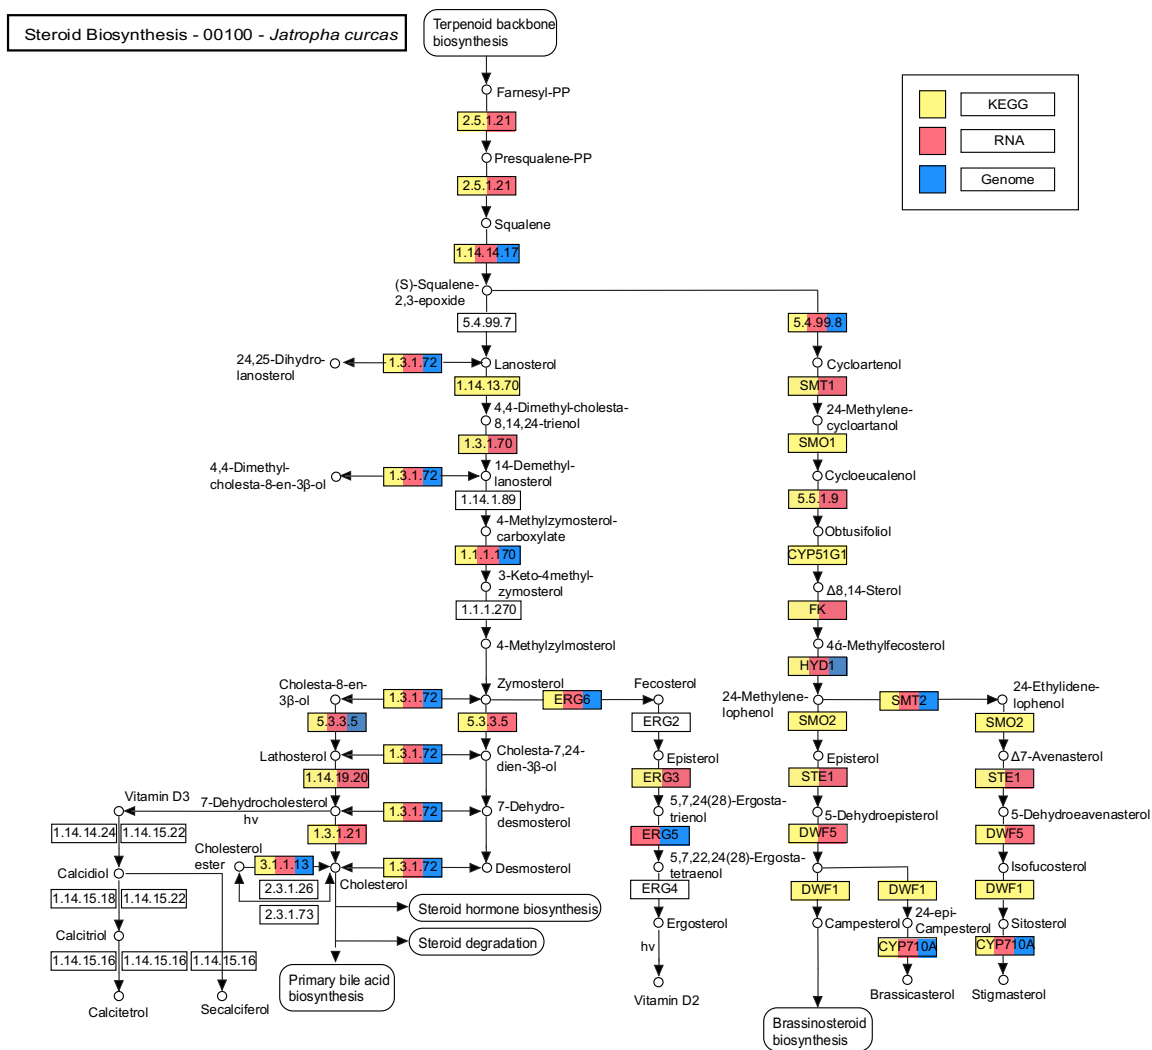 Steroid Biosynthesis - 00100 - Jatropha curcas
Terpenoid backbone
biosynthesis
KEGG
RNA
Genome
Farnesyl-PP
2.5.1.21
Presqualene-PP
2.5.1.21
Squalene
1.14.14.17
(S)-Squalene-
2,3-epoxide
5.4.99.7
5.4.99.8
24,25-Dihydro-
lanosterol
1.3.1.72
Lanosterol
Cycloartenol
1.14.13.70
SMT1
4,4-Dimethyl-cholesta-
8,14,24-trienol
24-Methylene-
cycloartanol
1.3.1.70
SMO1
4,4-Dimethyl-
cholesta-8-en-3β-ol
1.3.1.72
14-Demethyl-
lanosterol
Cycloeucalenol
1.14.1.89
5.5.1.9
4-Methylzymosterol-
carboxylate
Obtusifoliol
1.1.1.170
CYP51G1
3-Keto-4methyl-
zymosterol
Δ8,14-Sterol
1.1.1.270
FK
4-Methylzylmosterol
4ά-Methylfecosterol
HYD1
Cholesta-8-en-
3β-ol
1.3.1.72
Zymosterol
ERG6
Fecosterol
24-Methylene-
lophenol
SMT2
24-Ethylidene-
lophenol
5.3.3.5
5.3.3.5
ERG2
SMO2
SMO2
Lathosterol
1.3.1.72
Cholesta-7,24-
dien-3β-ol
Episterol
Episterol
Δ7-Avenasterol
1.14.19.20
ERG3
STE1
STE1
Vitamin D3
7-Dehydrocholesterol
hv
1.3.1.72
7-Dehydro-
desmosterol
5,7,24(28)-Ergosta-
trienol
5-Dehydroepisterol
5-Dehydroeavenasterol
1.14.14.24
1.14.15.22
1.3.1.21
ERG5
DWF5
DWF5
Cholesterol
ester
3.1.1.13
Cholesterol
1.3.1.72
Desmosterol
5,7,22,24(28)-Ergosta-
tetraenol
Isofucosterol
Calcidiol
2.3.1.26
ERG4
DWF1
DWF1
DWF1
1.14.15.18
1.14.15.22
2.3.1.73
Steroid hormone biosynthesis
Ergosterol
Campesterol
24-epi-
Campesterol
Sitosterol
Calcitriol
Steroid degradation
hv
CYP710A
CYP710A
1.14.15.16
1.14.15.16
1.14.15.16
Primary bile acid
biosynthesis
Vitamin D2
Brassicasterol
Stigmasterol
Calcitetrol
Secalciferol
Brassinosteroid
biosynthesis